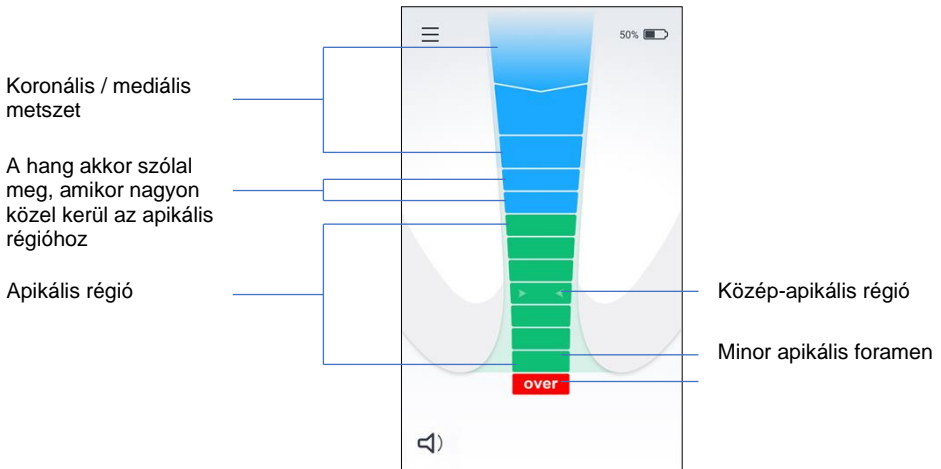 50%
Koronális / mediális
metszet
A hang akkor szólal
meg, amikor nagyon
közel kerül az apikális
régióhoz
Apikális régió
Közép-apikális régió
Minor apikális foramen
over